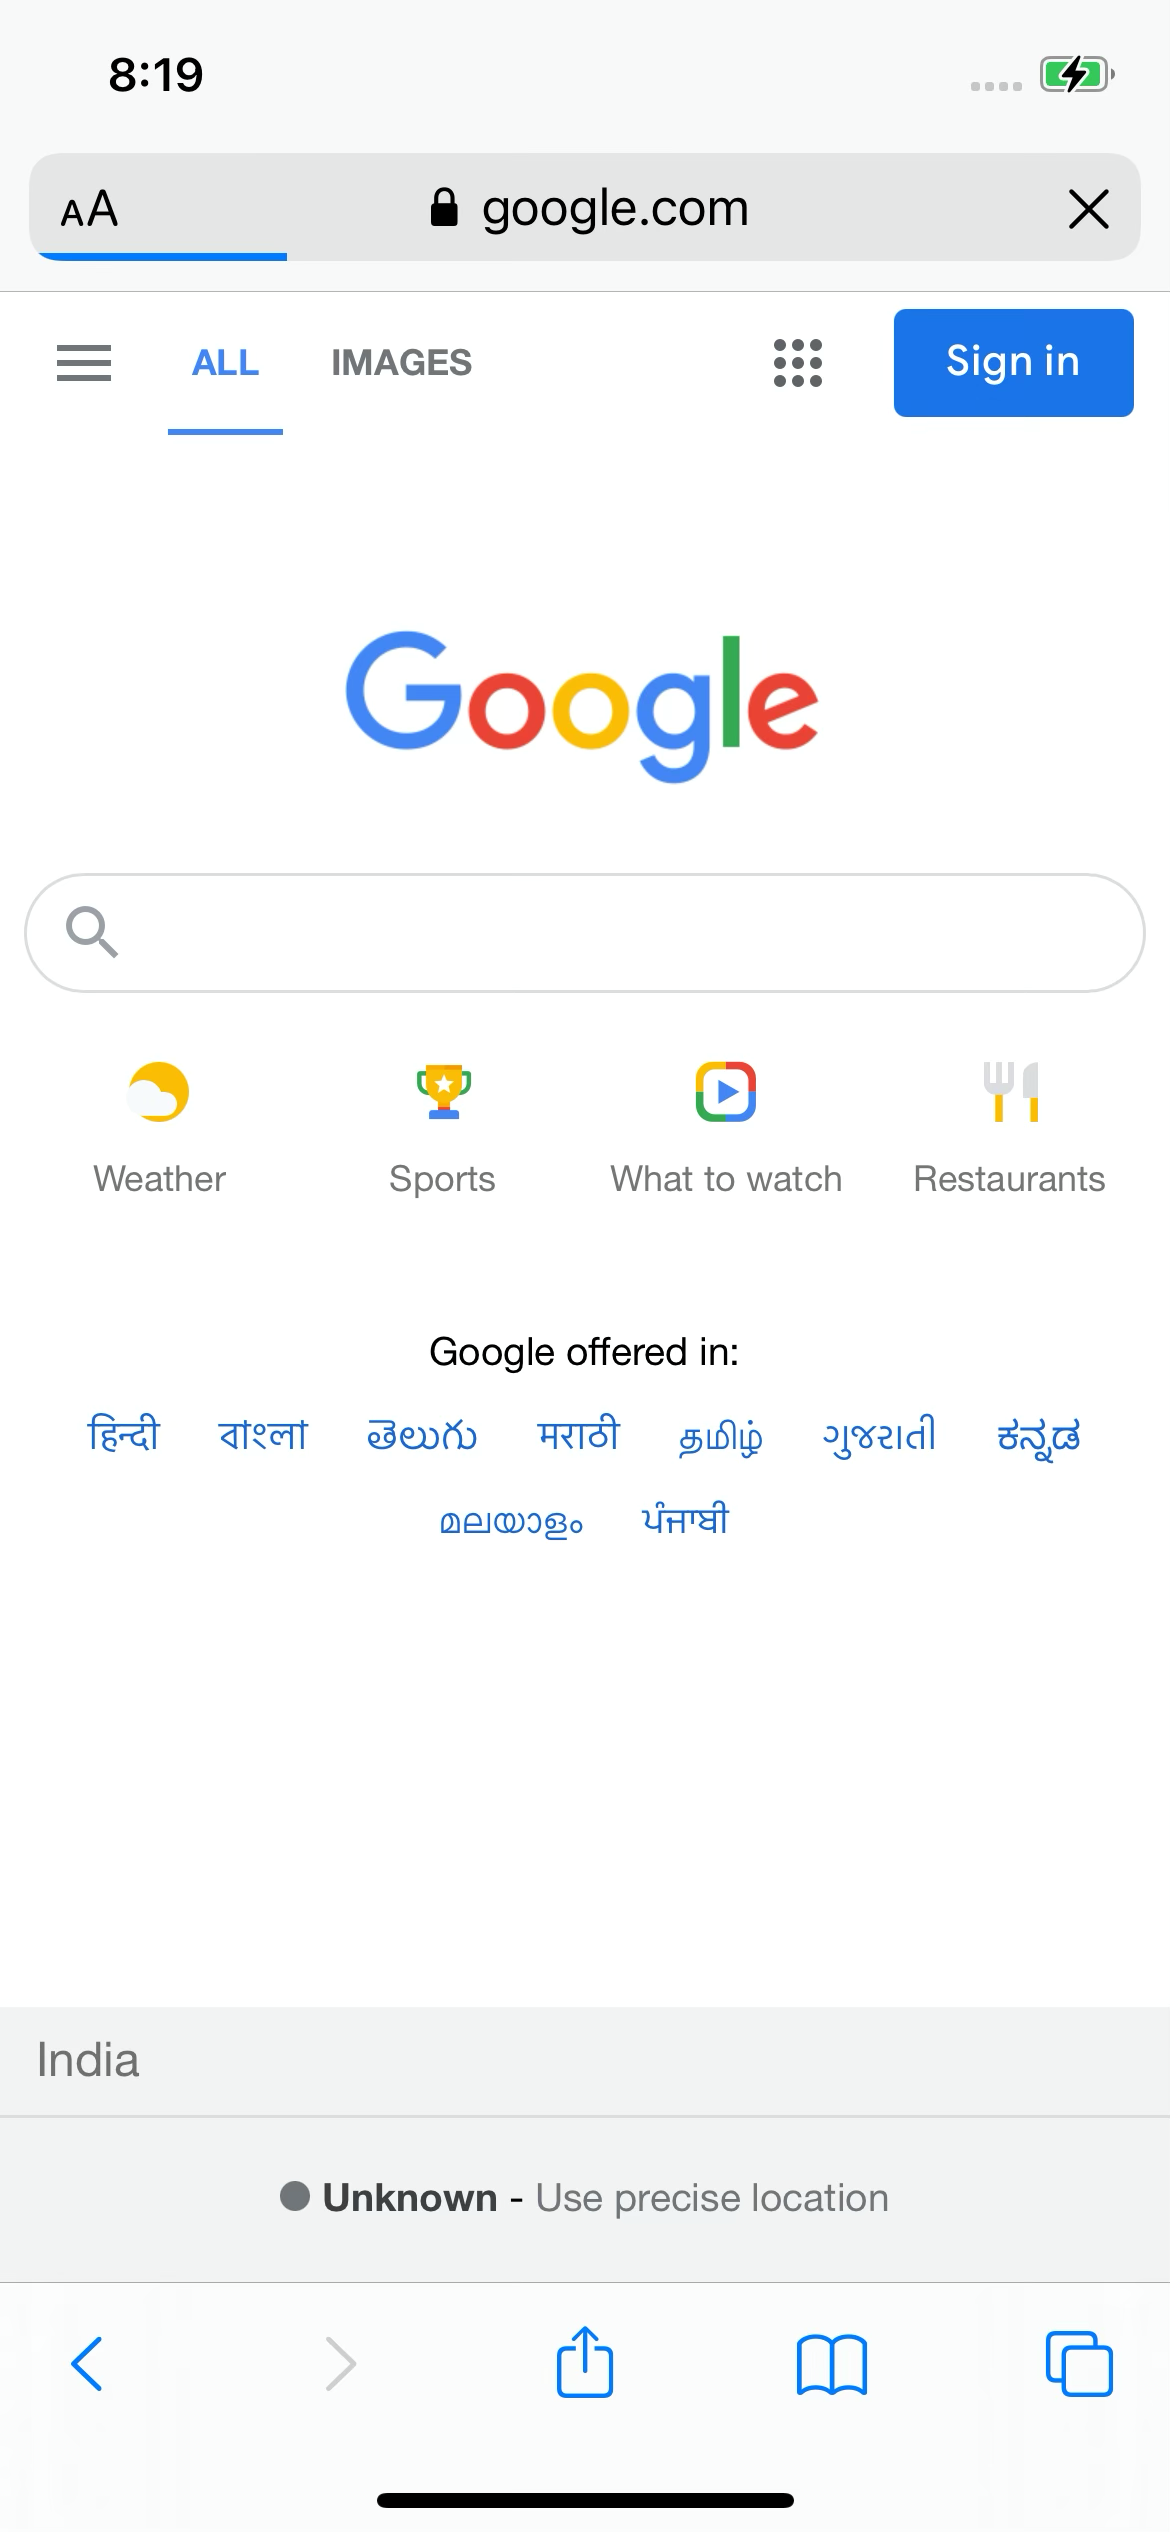 8:19
AA google.com
ALL IMAGES Sign in
Google
Weather Sports What to watch Restaurants
Google offered in:
हिन्दी বাংলা తెలుగు मराठी தமிழ் ગુજરાતી ಕನ್ನಡ
മലയാളം ਪੰਜਾਬੀ
India
Unknown - Use precise location